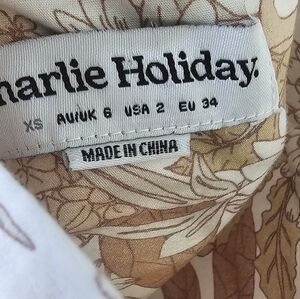 harlie Holiday.
XS AU/UK 6 USA 2 EU 34
MADE IN CHINA